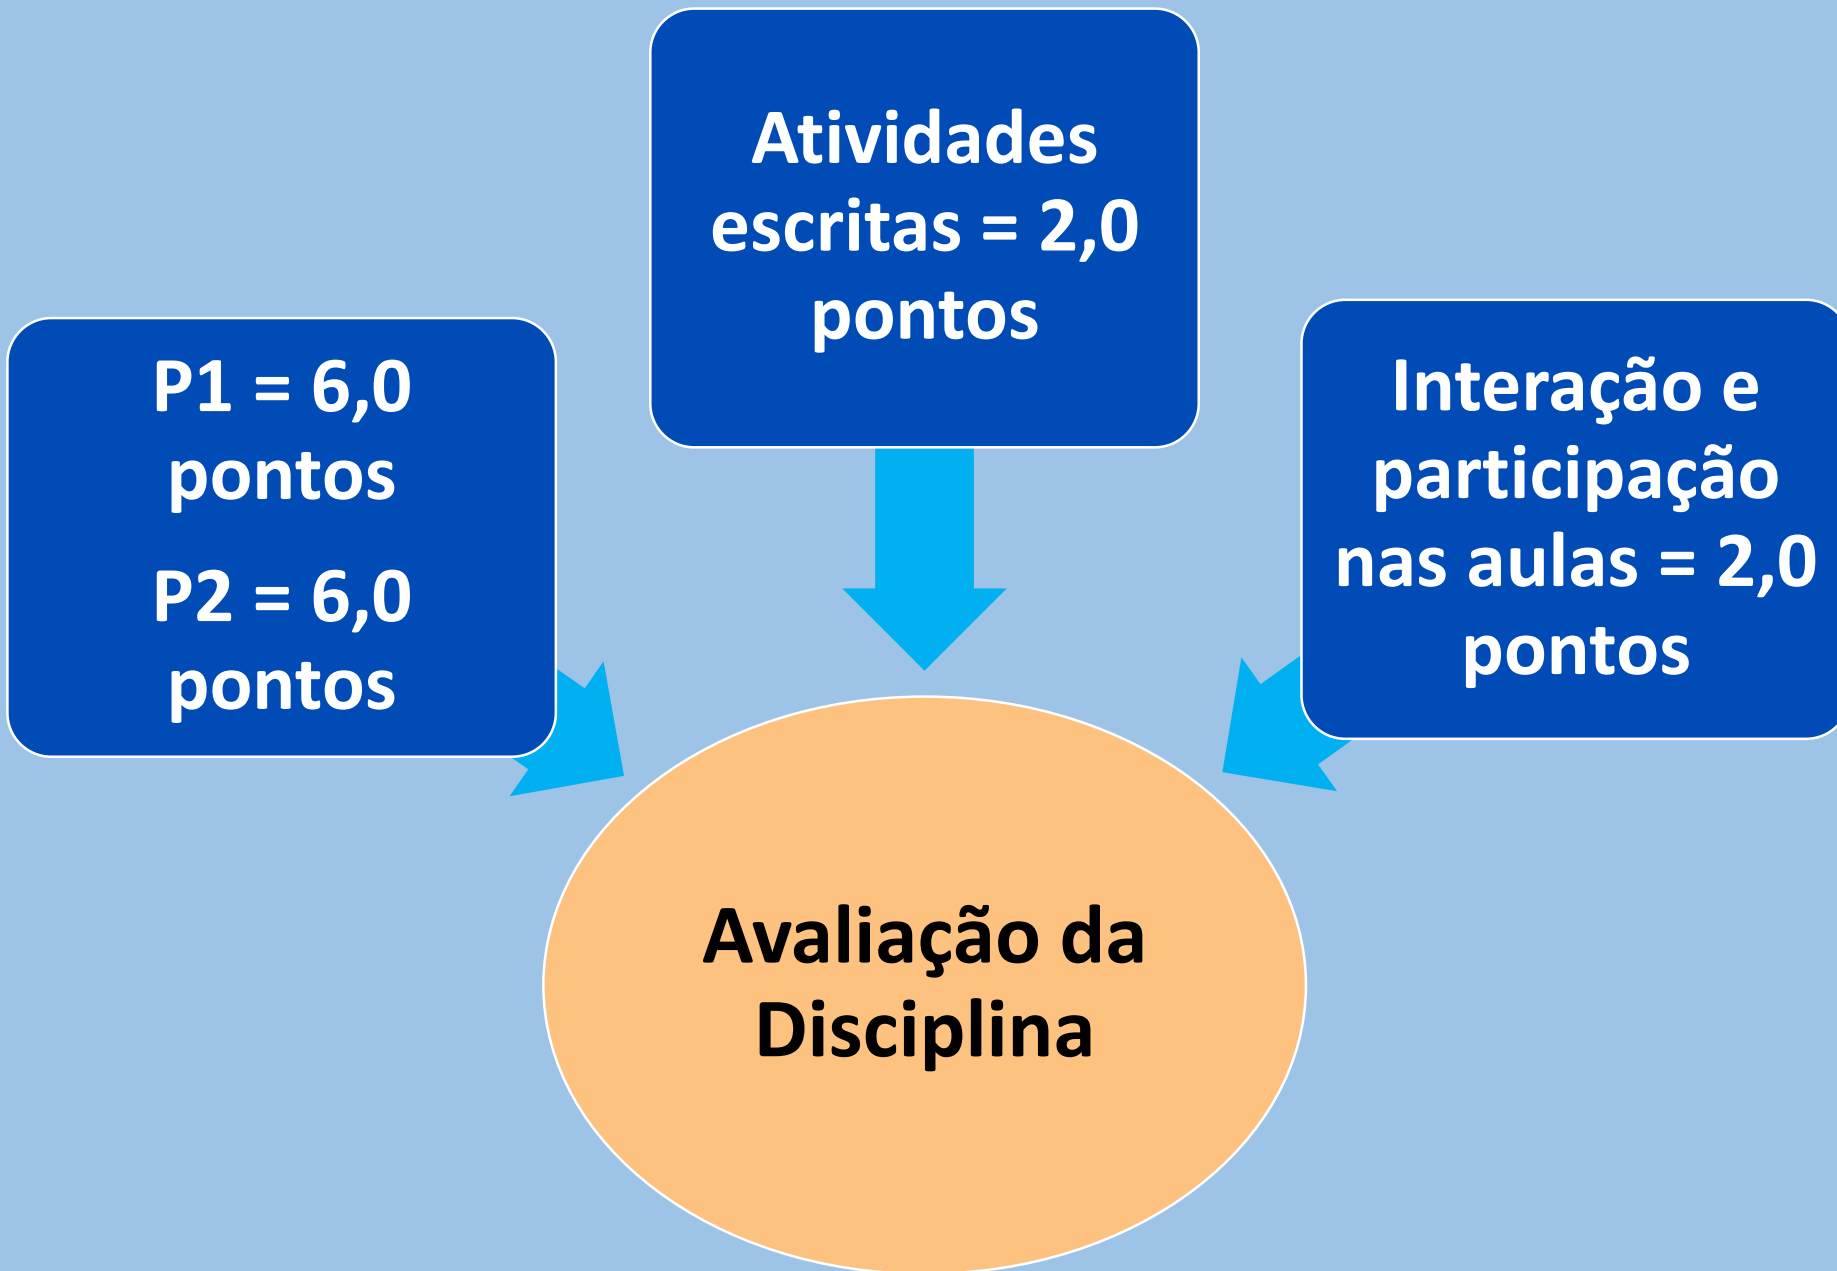 Atividades
escritas = 2,0
pontos
P1 = 6,0
pontos
P2 = 6,0
pontos
Interação e
participação
nas aulas = 2,0
pontos
Avaliação da
Disciplina